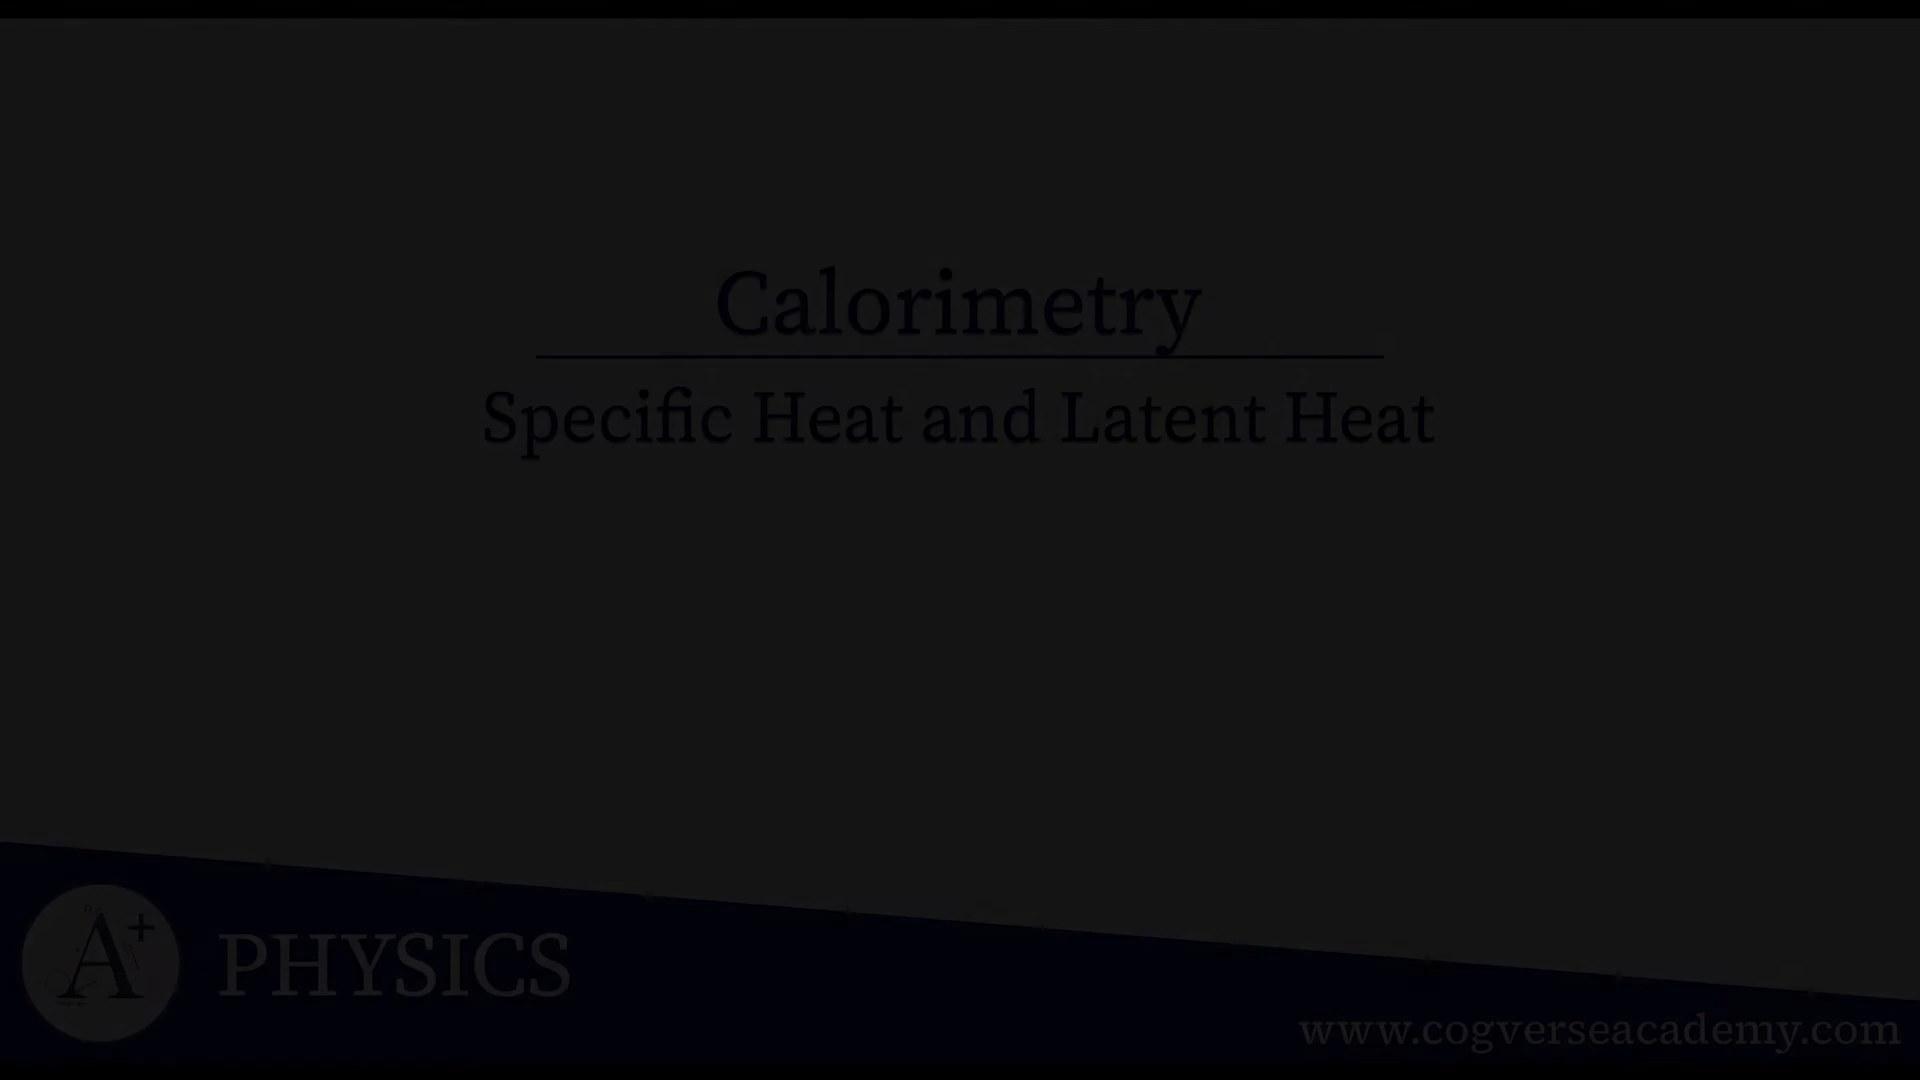 Calorimetry
Specific Heat and Latent Heat
A+
PHYSICS
www.cogverseacademy.com